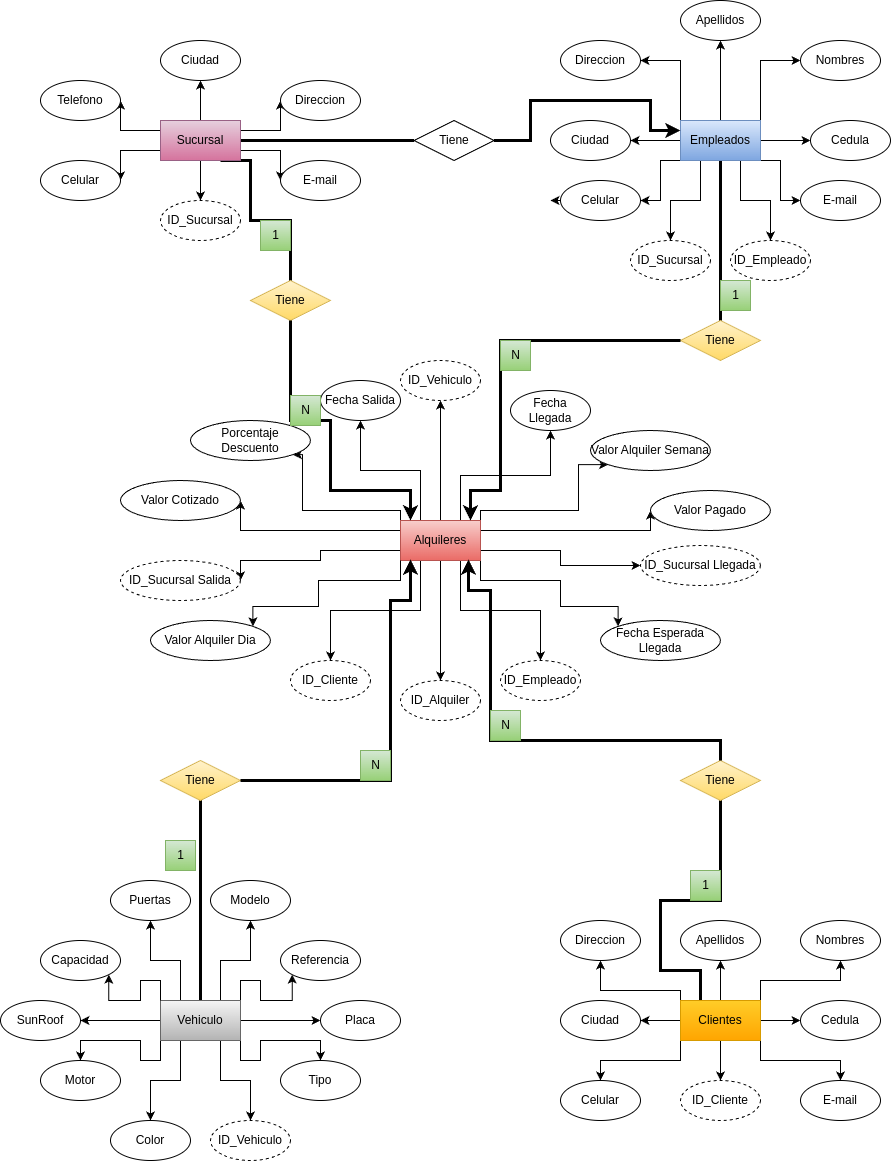 Apellidos
Ciudad
Direccion
Nombres
Telefono
Direccion
Sucursal
Tiene
Ciudad
Empleados
Cedula
Celular
E-mail
Celular
E-mail
ID_Sucursal
1
ID_Sucursal
ID_Empleado
Tiene
1
Tiene
N
ID_Vehiculo
Fecha Salida
N
Fecha
Llegada
Porcentaje
Descuento
Valor Alquiler Semana
Valor Cotizado
Valor Pagado
Alquileres
ID_Sucursal Salida
ID_Sucursal Llegada
Valor Alquiler Dia
Fecha Esperada
Llegada
ID_Cliente
ID_Alquiler
ID_Empleado
N
N
Tiene
Tiene
1
1
Puertas
Modelo
Capacidad
Referencia
Direccion
Apellidos
Nombres
SunRoof
Vehiculo
Placa
Ciudad
Clientes
Cedula
Motor
Tipo
Celular
ID_Cliente
E-mail
Color
ID_Vehiculo